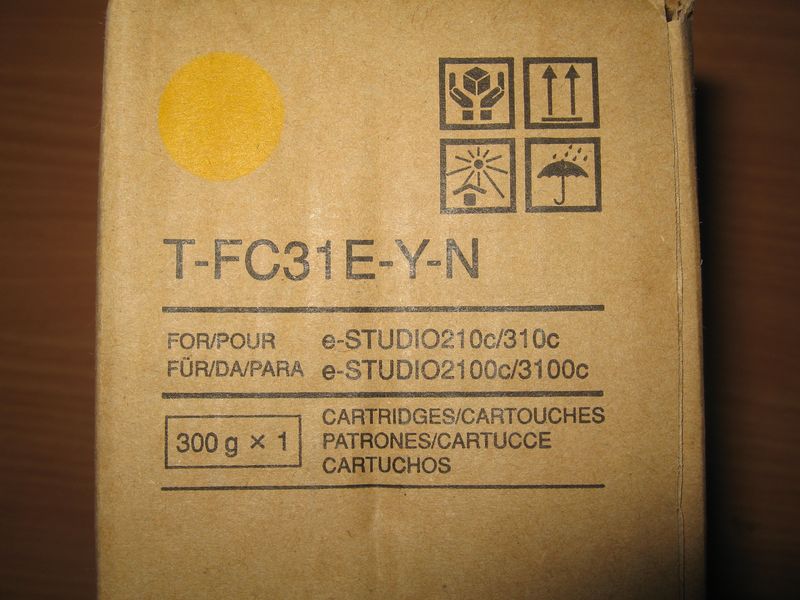 T-FC31E-Y-N
FOR/POUR e-STUDIO210c/310c
FÜR/DA/PARA e-STUDIO2100c/3100c
300 g × 1
CARTRIDGES/CARTOUCHES
PATRONES/CARTUCCE
CARTUCHOS